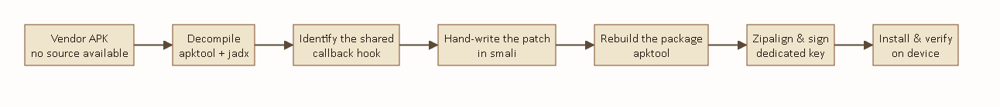 Vendor APK
no source available
Decompile
apktool + jadx
Identify the shared
callback hook
Hand-write the patch
in smali
Rebuild the package
apktool
Zipalign & sign
dedicated key
Install & verify
on device